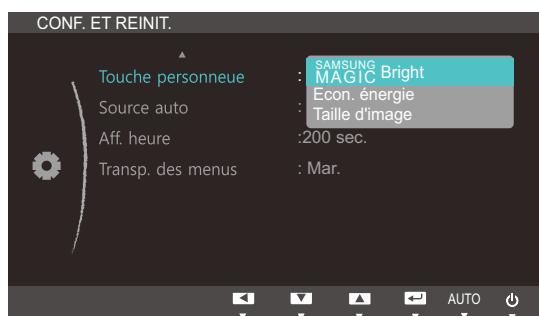 CONF. ET REINIT.
Touche personneue : SAMSUNG MAGIC Bright
Econ. énergie
Source auto :
Taille d'image
Aff. heure :200 sec.
Transp. des menus : Mar.
AUTO